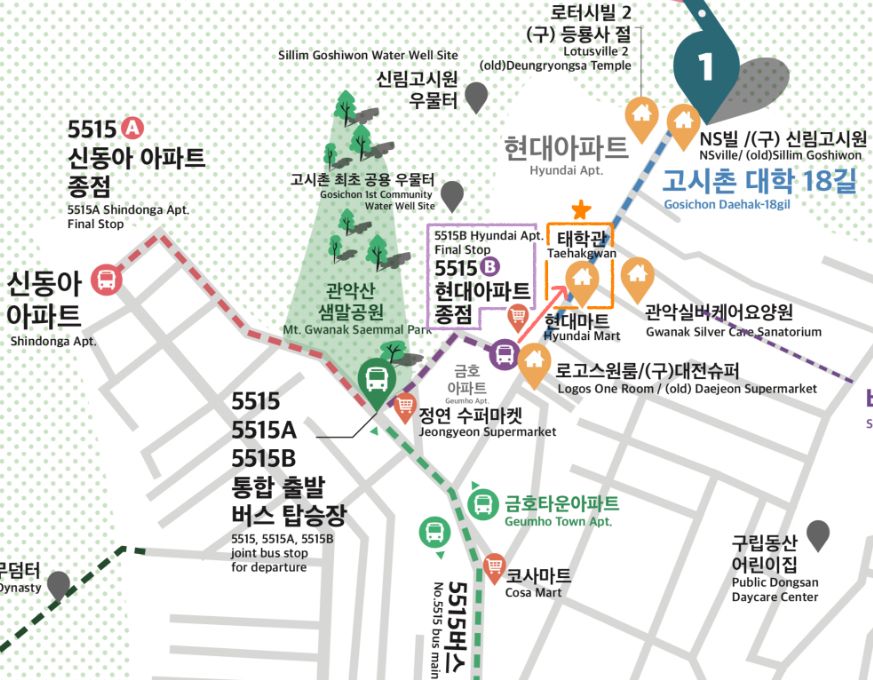 로터시빌 2
(구) 등룡사 절
Lotusville 2
(old)Deungryongsa Temple
1
Sillim Goshiwon Water Well Site
신림고시원
우물터
5515 A
신동아 아파트
종점
5515A Shindonga Apt.
Final Stop
현대아파트
Hyundai Apt.
NS빌 /(구) 신림고시원
NSville/ (old)Sillim Goshiwon
고시촌 대학 18길
Gosichon Daehak-18gil
고시촌 최초 공용 우물터
Gosichon 1st Community
Water Well Site
5515B Hyundai Apt.
Final Stop
5515 B
현대아파트
종점
태학관
Taehakgwan
신동아
아파트
Shindonga Apt.
관악산
샘말공원
Mt. Gwanak Saemmal Park
현대마트
Hyundai Mart
관악실버케어요양원
Gwanak Silver Care Sanatorium
금호
아파트
Geumho Apt.
로고스원룸/(구)대전슈퍼
Logos One Room / (old) Daejeon Supermarket
정연 수퍼마켓
Jeongyeon Supermarket
5515
5515A
5515B
통합 출발
버스 탑승장
5515, 5515A, 5515B
joint bus stop
for departure
금호타운아파트
Geumho Town Apt.
구립동산
어린이집
Public Dongsan
Daycare Center
무덤터
Dynasty
코사마트
Cosa Mart
5515버스
No.5515 bus main